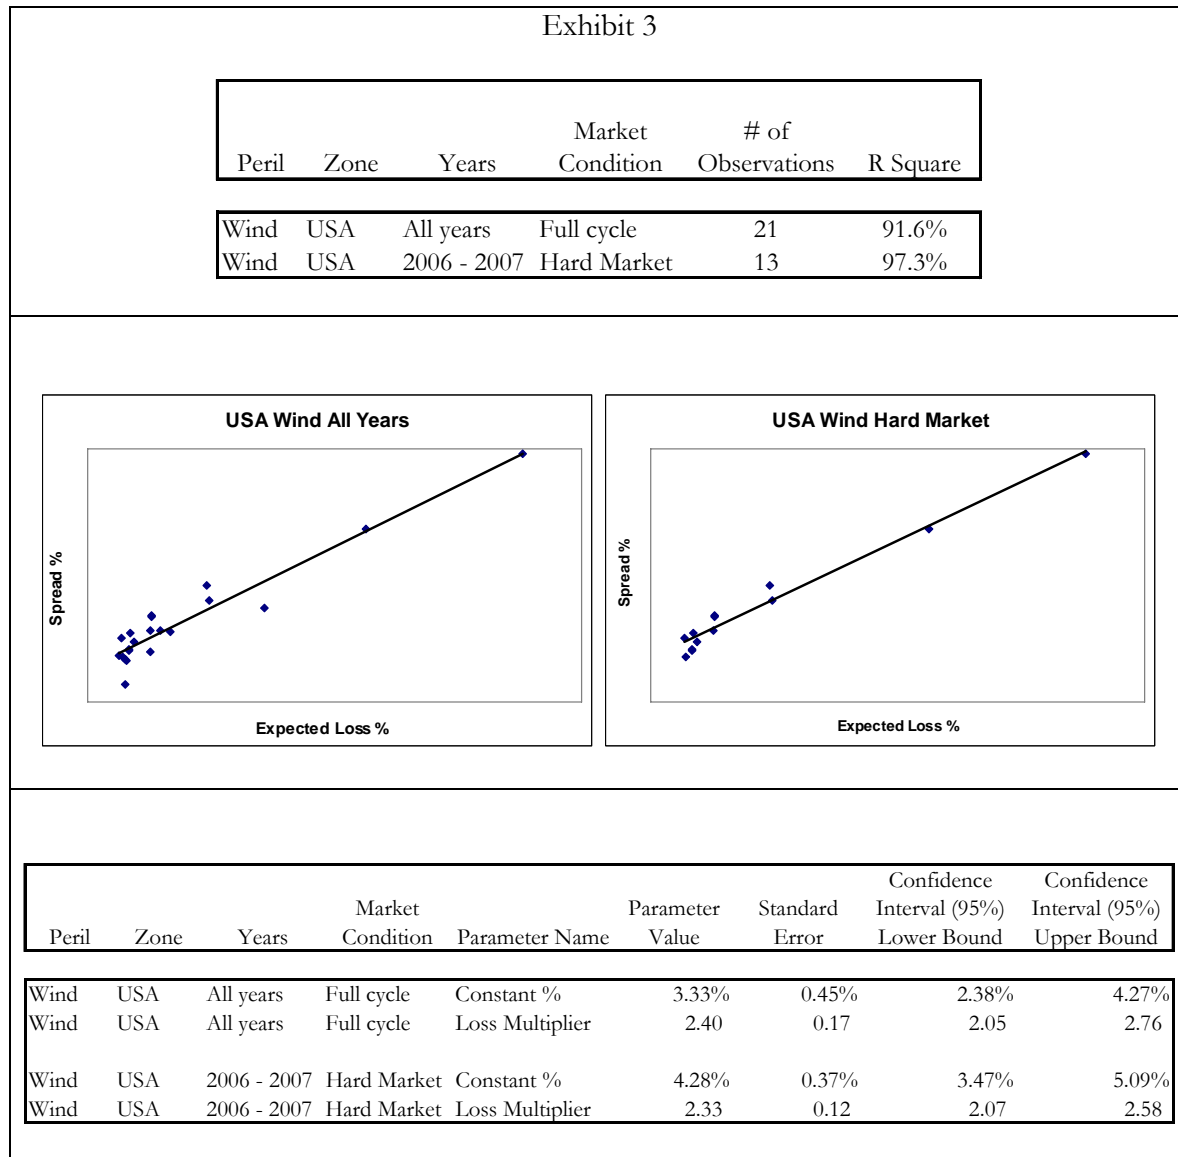 Exhibit 3
Market # of
Peril Zone Years Condition Observations R Square
Wind USA All years Full cycle 21 91.6%
Wind USA 2006 - 2007 Hard Market 13 97.3%
USA Wind All Years
Spread %
Expected Loss %
USA Wind Hard Market
Spread %
Expected Loss %
Confidence Confidence
Market Parameter Standard Interval (95%) Interval (95%)
Peril Zone Years Condition Parameter Name Value Error Lower Bound Upper Bound
Wind USA All years Full cycle Constant % 3.33% 0.45% 2.38% 4.27%
Wind USA All years Full cycle Loss Multiplier 2.40 0.17 2.05 2.76
Wind USA 2006 - 2007 Hard Market Constant % 4.28% 0.37% 3.47% 5.09%
Wind USA 2006 - 2007 Hard Market Loss Multiplier 2.33 0.12 2.07 2.58